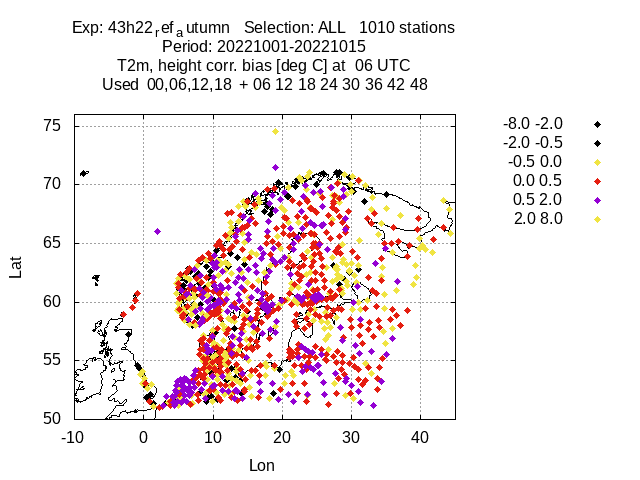 Exp: 43h22_ref_autumn Selection: ALL 1010 stations
Period: 20221001-20221015
T2m, height corr. bias [deg C] at 06 UTC
Used 00,06,12,18 + 06 12 18 24 30 36 42 48
-8.0 -2.0
-2.0 -0.5
-0.5 0.0
0.0 0.5
0.5 2.0
2.0 8.0
75
70
65
60
55
50
Lat
-10 0 10 20 30 40
Lon